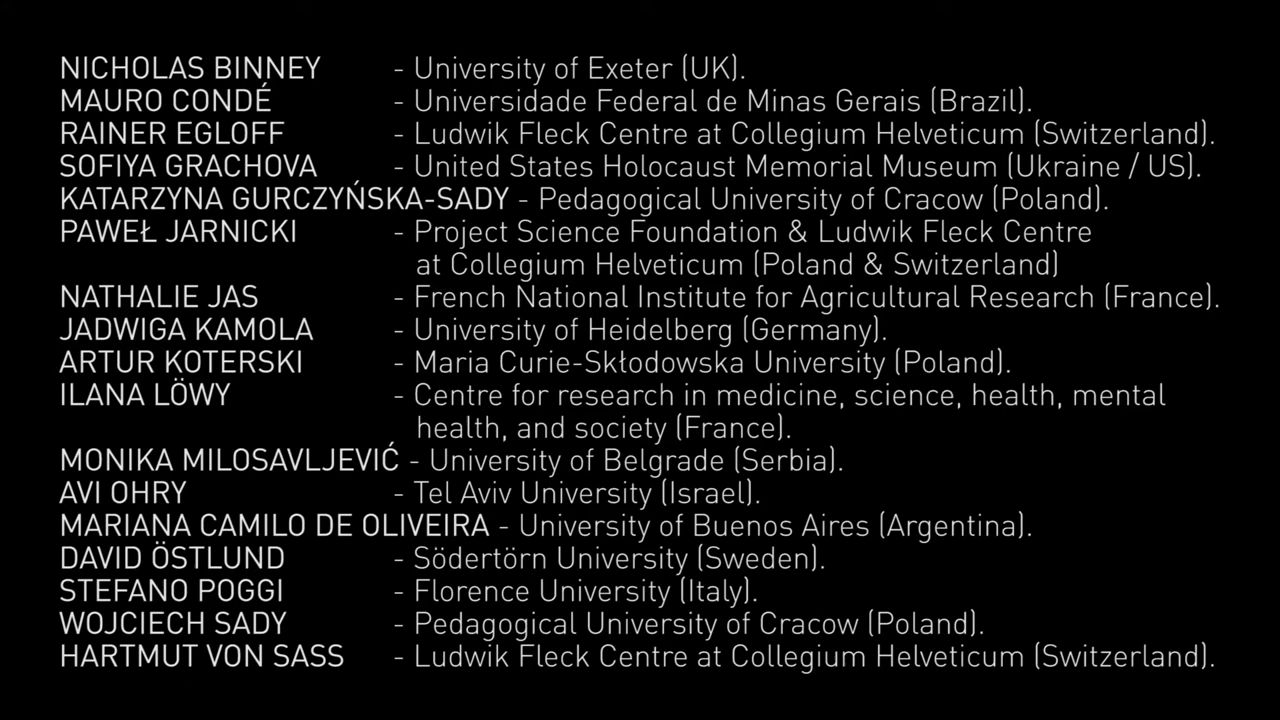 NICHOLAS BINNEY - University of Exeter (UK).
MAURO CONDÉ - Universidade Federal de Minas Gerais (Brazil).
RAINER EGLOFF - Ludwik Fleck Centre at Collegium Helveticum (Switzerland).
SOFIYA GRACHOVA - United States Holocaust Memorial Museum (Ukraine / US).
KATARZYNA GURCZYŃSKA-SADY - Pedagogical University of Cracow (Poland).
PAWEŁ JARNICKI - Project Science Foundation & Ludwik Fleck Centre
at Collegium Helveticum (Poland & Switzerland)
NATHALIE JAS - French National Institute for Agricultural Research (France).
JADWIGA KAMOLA - University of Heidelberg (Germany).
ARTUR KOTERSKI - Maria Curie-Skłodowska University (Poland).
ILANA LÖWY - Centre for research in medicine, science, health, mental
health, and society (France).
MONIKA MILOSAVLJEVIĆ - University of Belgrade (Serbia).
AVI OHRY - Tel Aviv University (Israel).
MARIANA CAMILO DE OLIVEIRA - University of Buenos Aires (Argentina).
DAVID ÖSTLUND - Södertörn University (Sweden).
STEFANO POGGI - Florence University (Italy).
WOJCIECH SADY - Pedagogical University of Cracow (Poland).
HARTMUT VON SASS - Ludwik Fleck Centre at Collegium Helveticum (Switzerland).